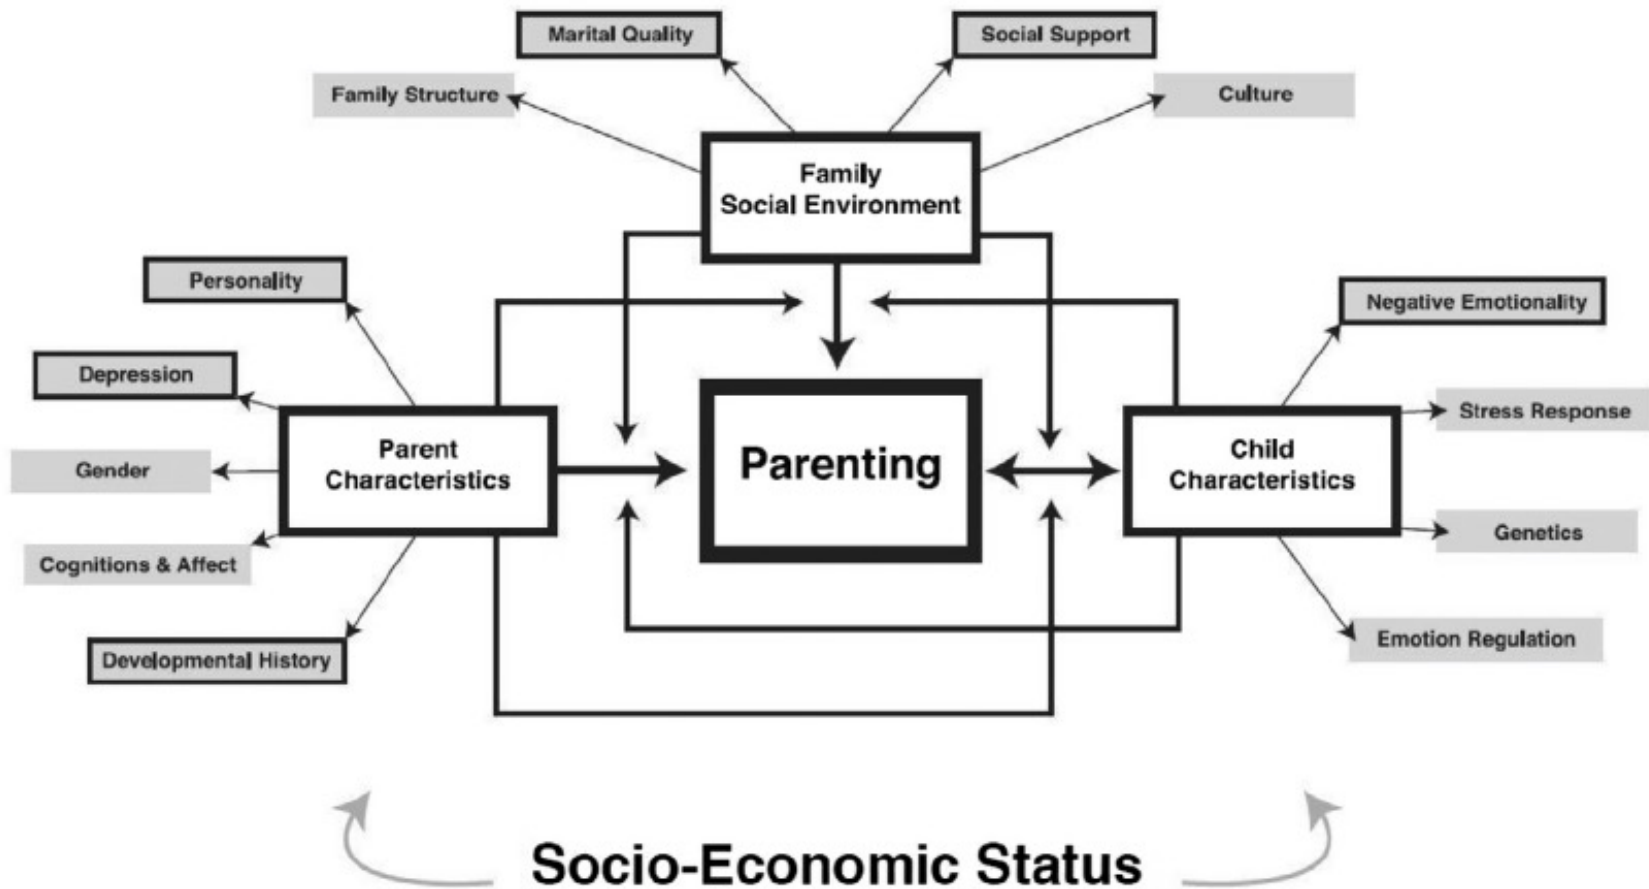 Marital Quality
Social Support
Family Structure
Culture
Family
Social Environment
Personality
Negative Emotionality
Depression
Stress Response
Parent
Characteristics
Parenting
Child
Characteristics
Gender
Genetics
Cognitions & Affect
Emotion Regulation
Developmental History
Socio-Economic Status